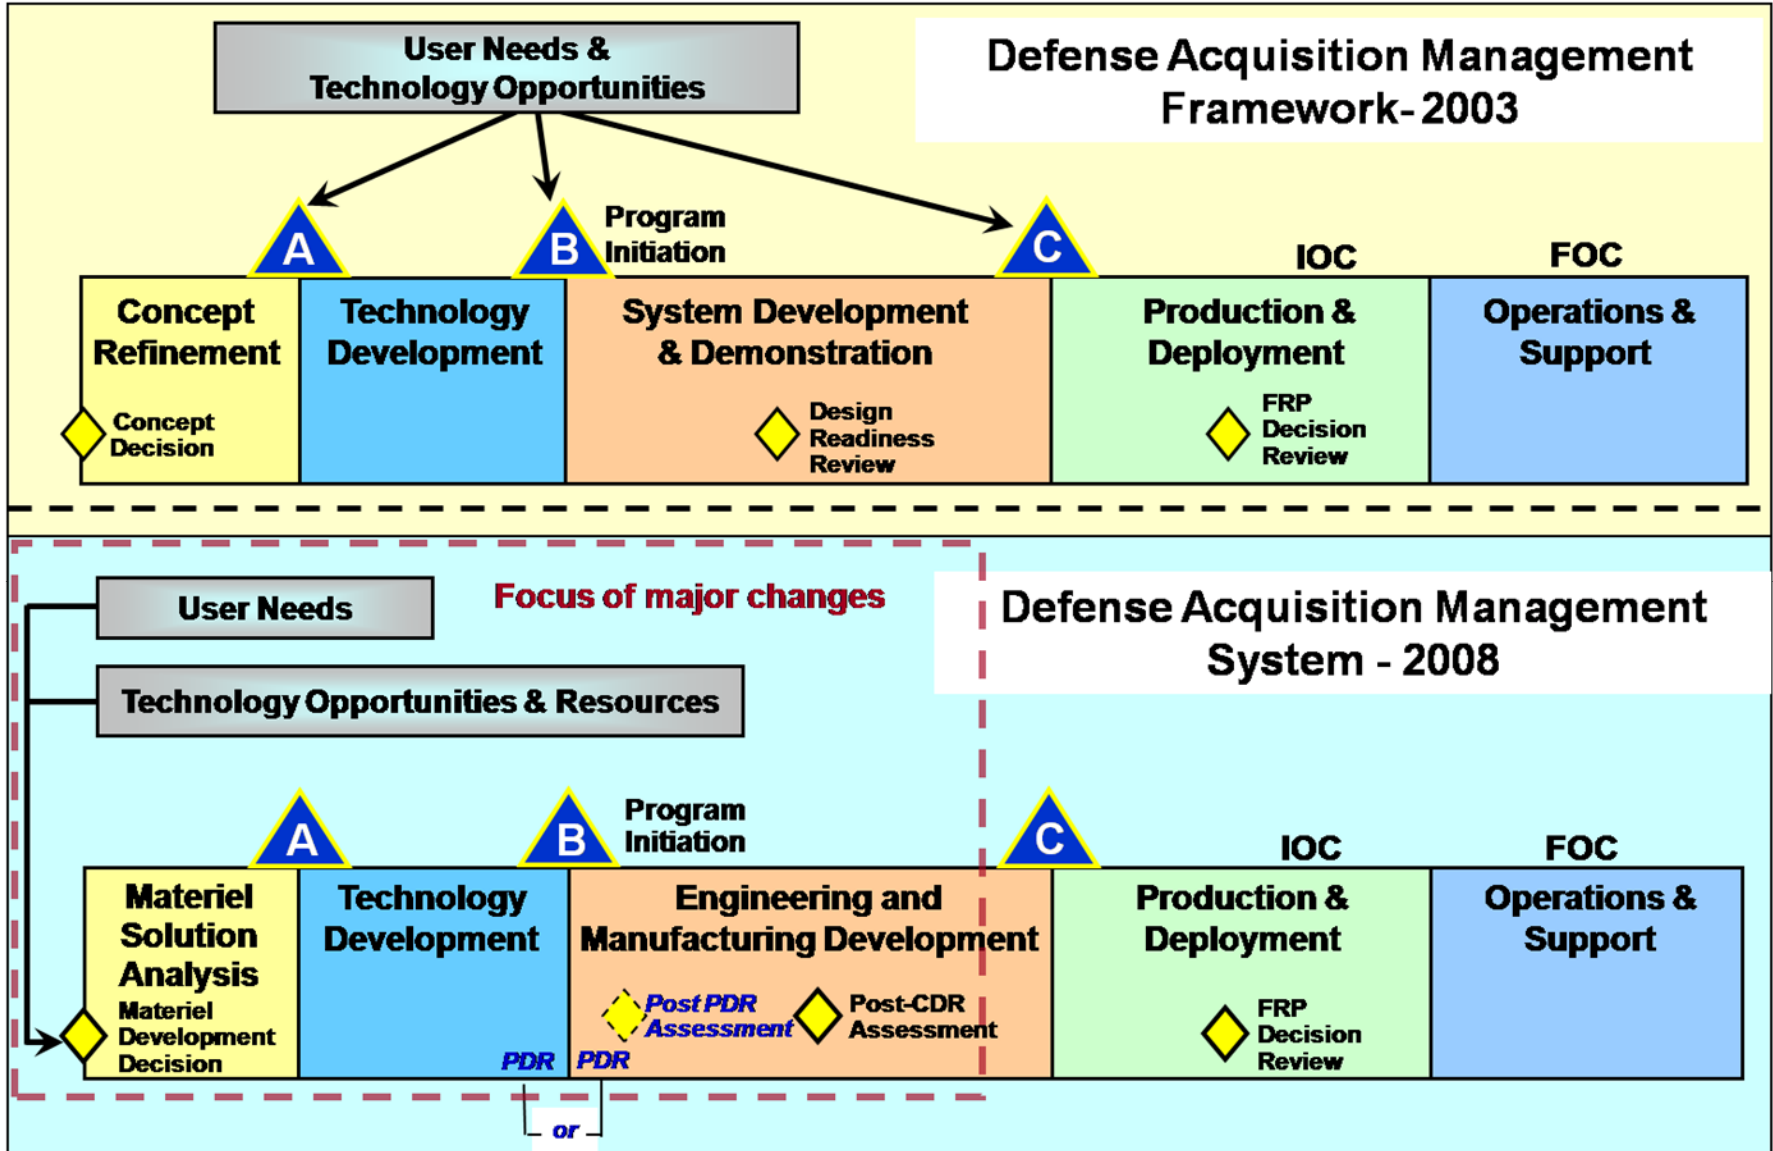 User Needs &
Technology Opportunities
Defense Acquisition Management
Framework- 2003
A
B
Program
Initiation
C
IOC
FOC
Concept
Refinement
Technology
Development
System Development
& Demonstration
Production &
Deployment
Operations &
Support
Concept
Decision
Design
Readiness
Review
FRP
Decision
Review
Focus of major changes
User Needs
Technology Opportunities & Resources
Defense Acquisition Management
System - 2008
A
B
Program
Initiation
C
IOC
FOC
Materiel
Solution
Analysis
Technology
Development
Engineering and
Manufacturing Development
Production &
Deployment
Operations &
Support
Materiel
Development
Decision
PDR
PDR
or
Post PDR
Assessment
Post-CDR
Assessment
FRP
Decision
Review